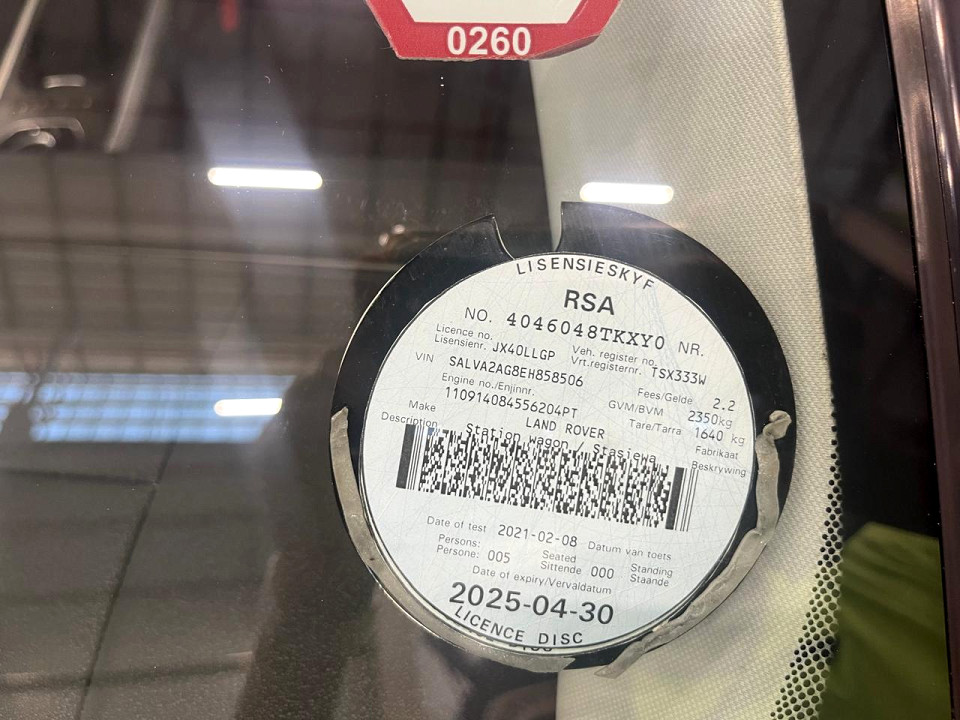 0260
LISENSIESKYF
RSA
NO. 4046048TKXY0 NR.
Licence no. Veh. register no.
Lisensienr. JX40LLGP Vrt.registernr. TSX333W
VIN SALVA2AG8EH858506
Engine no./Enjinnr. Fees/Gelde 2.2
110914084556204PT GVM/BVM 2350kg
Make LAND ROVER Tare/Tarra 1640 kg
Description Station wagon / Stasiewa Fabrikaat
Beskrywing
Date of test 2021-02-08 Datum van toets
Persons: Seated Standing
Persone: 005 Sittende 000 Staande
Date of expiry/Vervaldatum
2025-04-30
LICENCE DISC